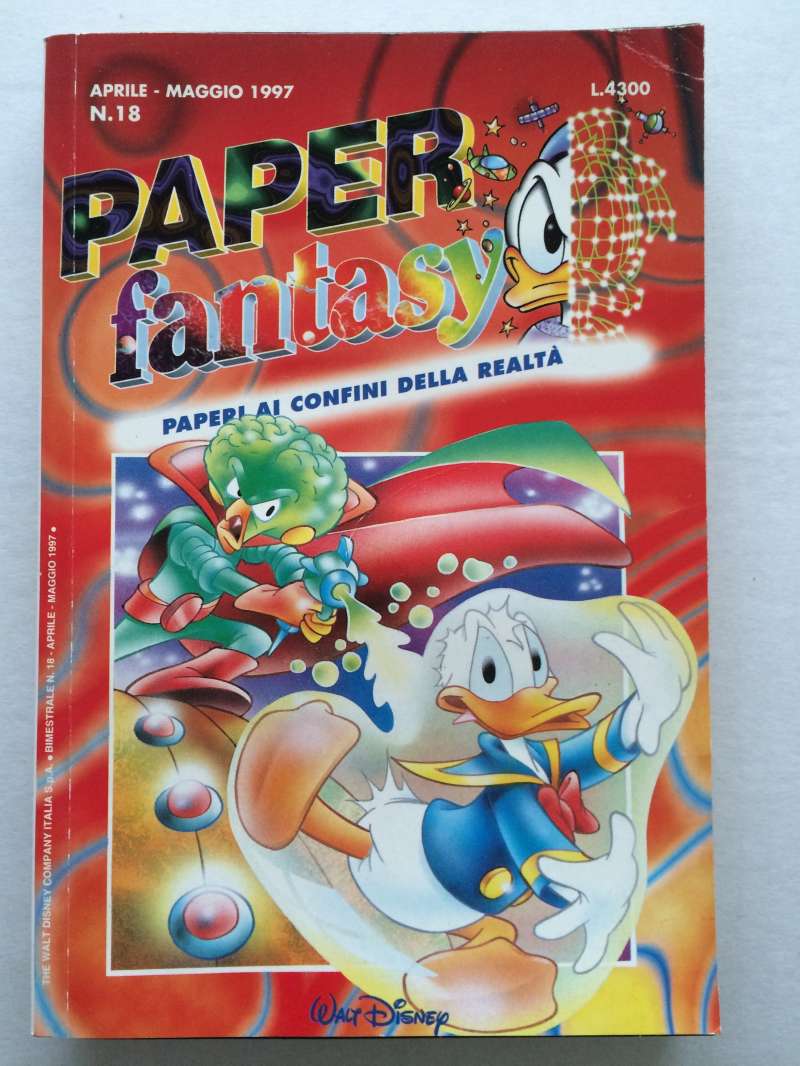 APRILE - MAGGIO 1997
N.18
L.4300
PAPER
fantasy
PAPERI AI CONFINI DELLA REALTÀ
THE WALT DISNEY COMPANY ITALIA S.p.A. ● BIMESTRALE N. 18 - APRILE - MAGGIO 1997 ●
WALT DISNEY